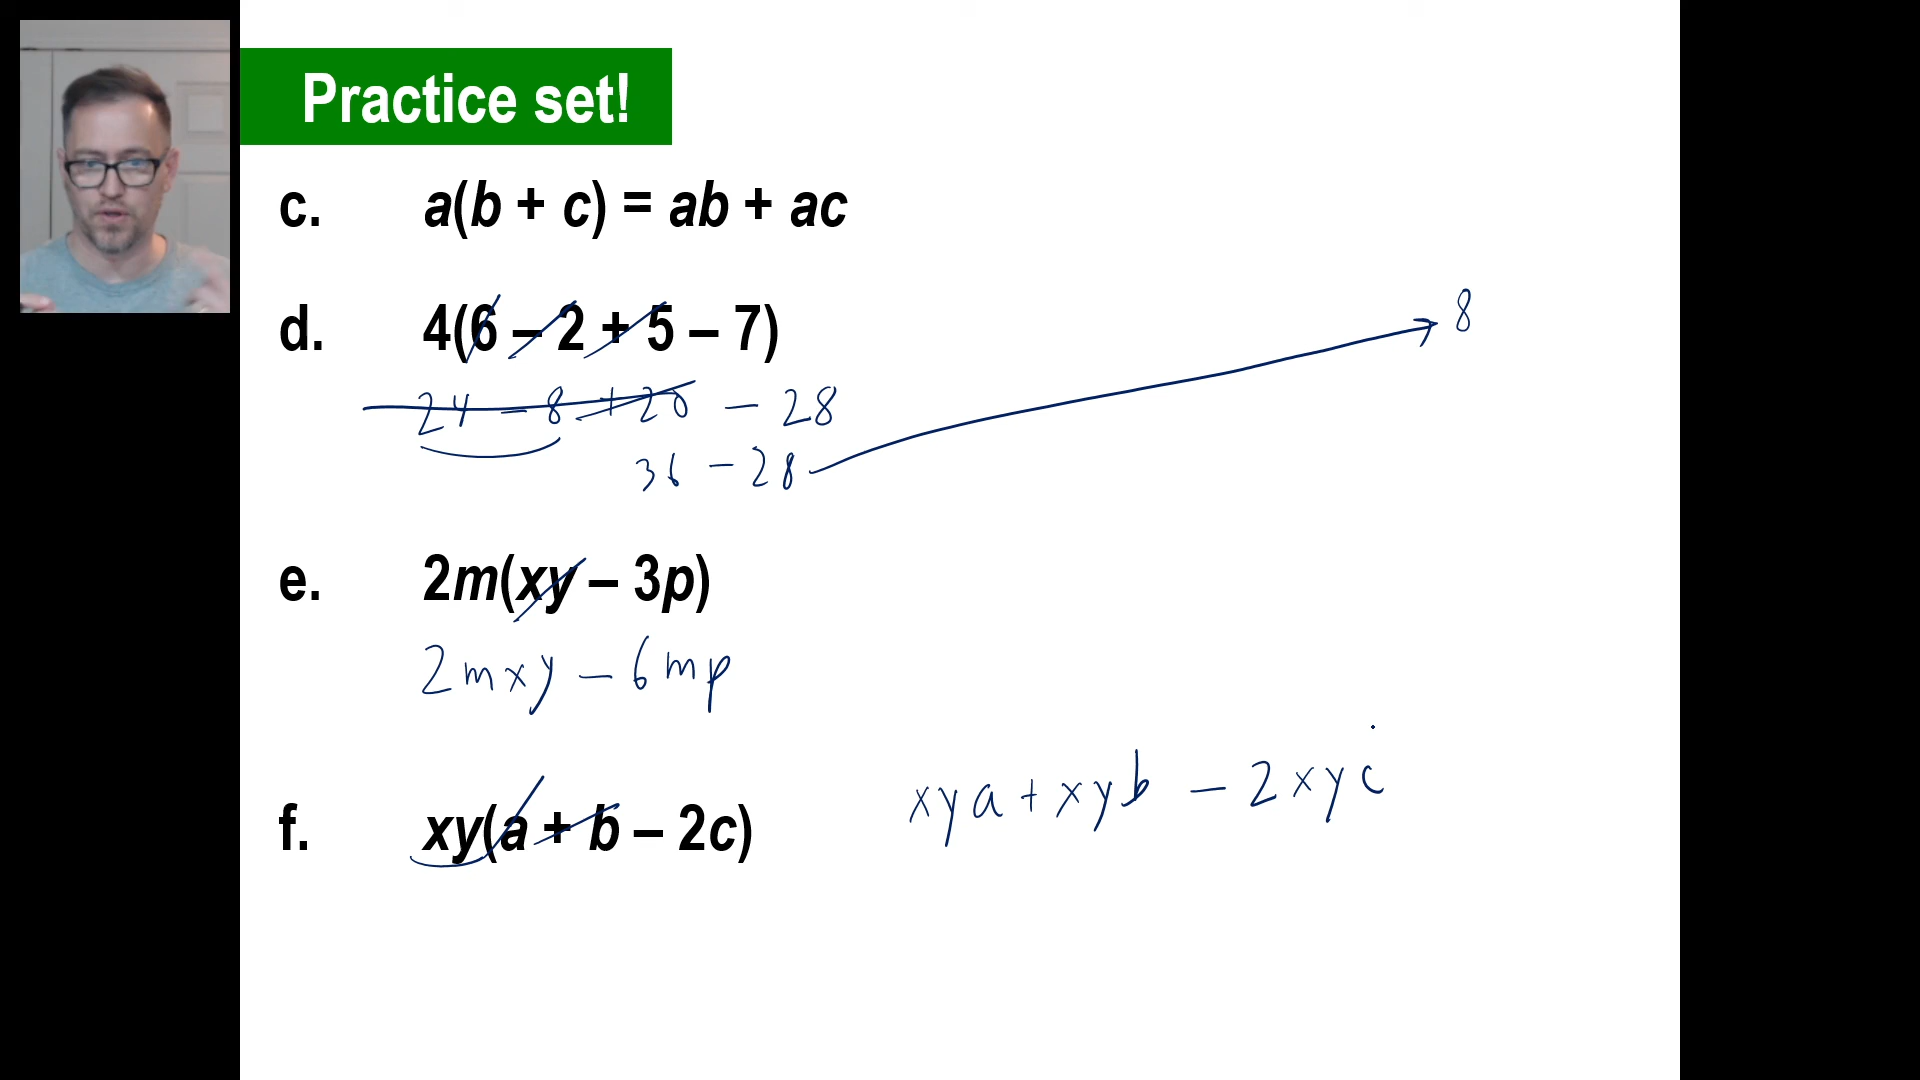 Practice set!
c. a(b + c) = ab + ac
d. 4(6 – 2 + 5 – 7)
8
24 – 8 + 20 – 28
36 – 28
e. 2m(xy – 3p)
2mxy – 6mp
f. xy(a + b – 2c)
xya + xyb – 2xyc